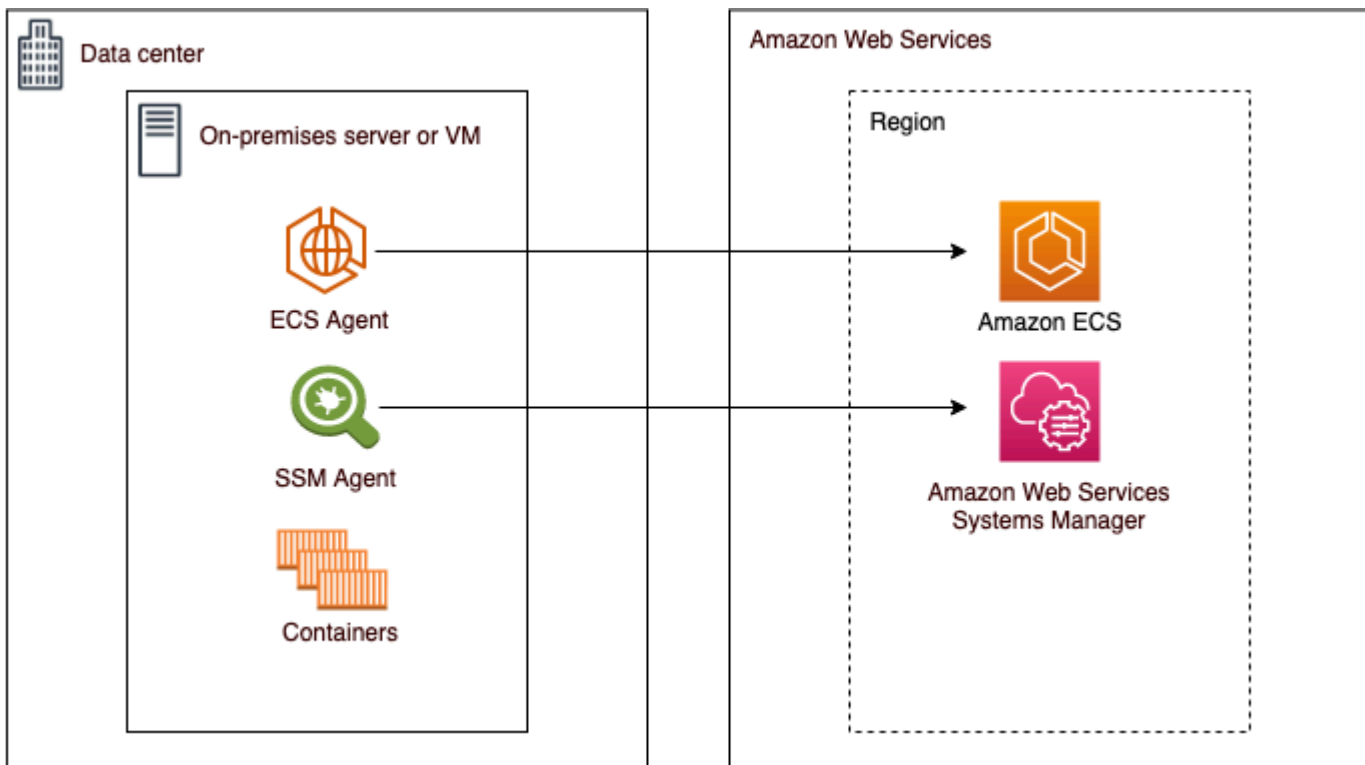 Data center
On-premises server or VM
ECS Agent
SSM Agent
Containers
Amazon Web Services
Region
Amazon ECS
Amazon Web Services
Systems Manager